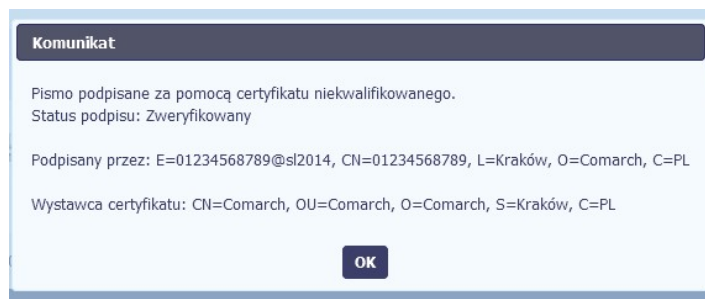 Komunikat
Pismo podpisane za pomocą certyfikatu niekwalifikowanego.
Status podpisu: Zweryfikowany
Podpisany przez: E=01234568789@sl2014, CN=01234568789, L=Kraków, O=Comarch, C=PL
Wystawca certyfikatu: CN=Comarch, OU=Comarch, O=Comarch, S=Kraków, C=PL
OK